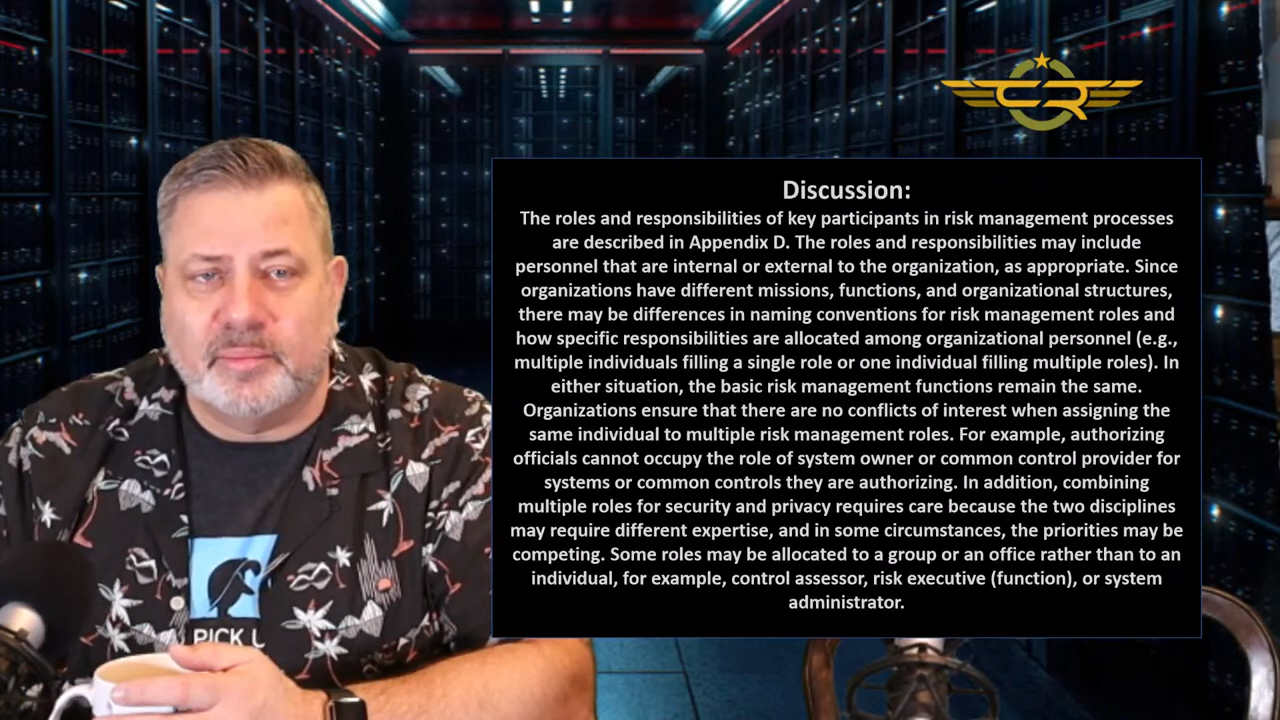 CR
Discussion:
The roles and responsibilities of key participants in risk management processes
are described in Appendix D. The roles and responsibilities may include
personnel that are internal or external to the organization, as appropriate. Since
organizations have different missions, functions, and organizational structures,
there may be differences in naming conventions for risk management roles and
how specific responsibilities are allocated among organizational personnel (e.g.,
multiple individuals filling a single role or one individual filling multiple roles). In
either situation, the basic risk management functions remain the same.
Organizations ensure that there are no conflicts of interest when assigning the
same individual to multiple risk management roles. For example, authorizing
officials cannot occupy the role of system owner or common control provider for
systems or common controls they are authorizing. In addition, combining
multiple roles for security and privacy requires care because the two disciplines
may require different expertise, and in some circumstances, the priorities may be
competing. Some roles may be allocated to a group or an office rather than to an
individual, for example, control assessor, risk executive (function), or system
administrator.
PICK